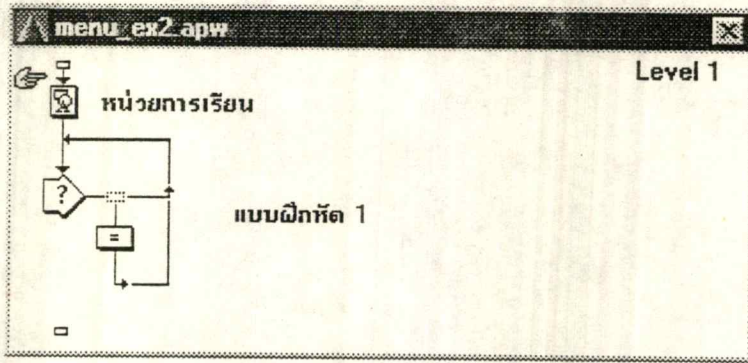 menu_ex2.apw
Level 1
หน่วยการเรียน
?
แบบฝึกหัด 1
=